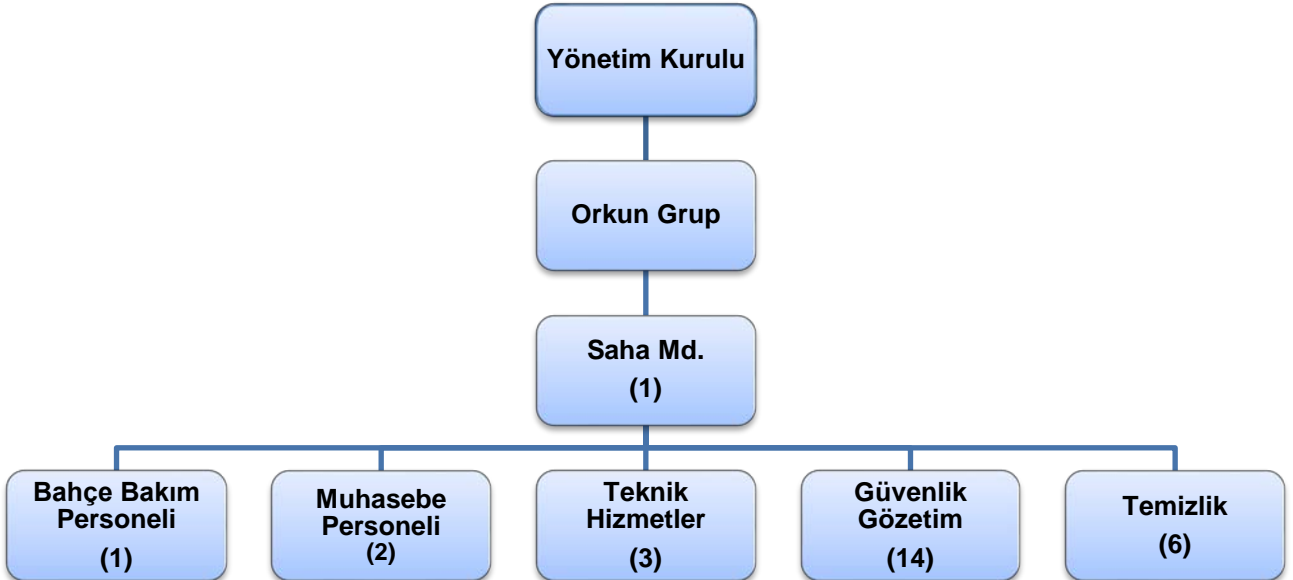 Yönetim Kurulu
Orkun Grup
Saha Md.
(1)
Bahçe Bakım
Personeli
(1)
Muhasebe
Personeli
(2)
Teknik
Hizmetler
(3)
Güvenlik
Gözetim
(14)
Temizlik
(6)